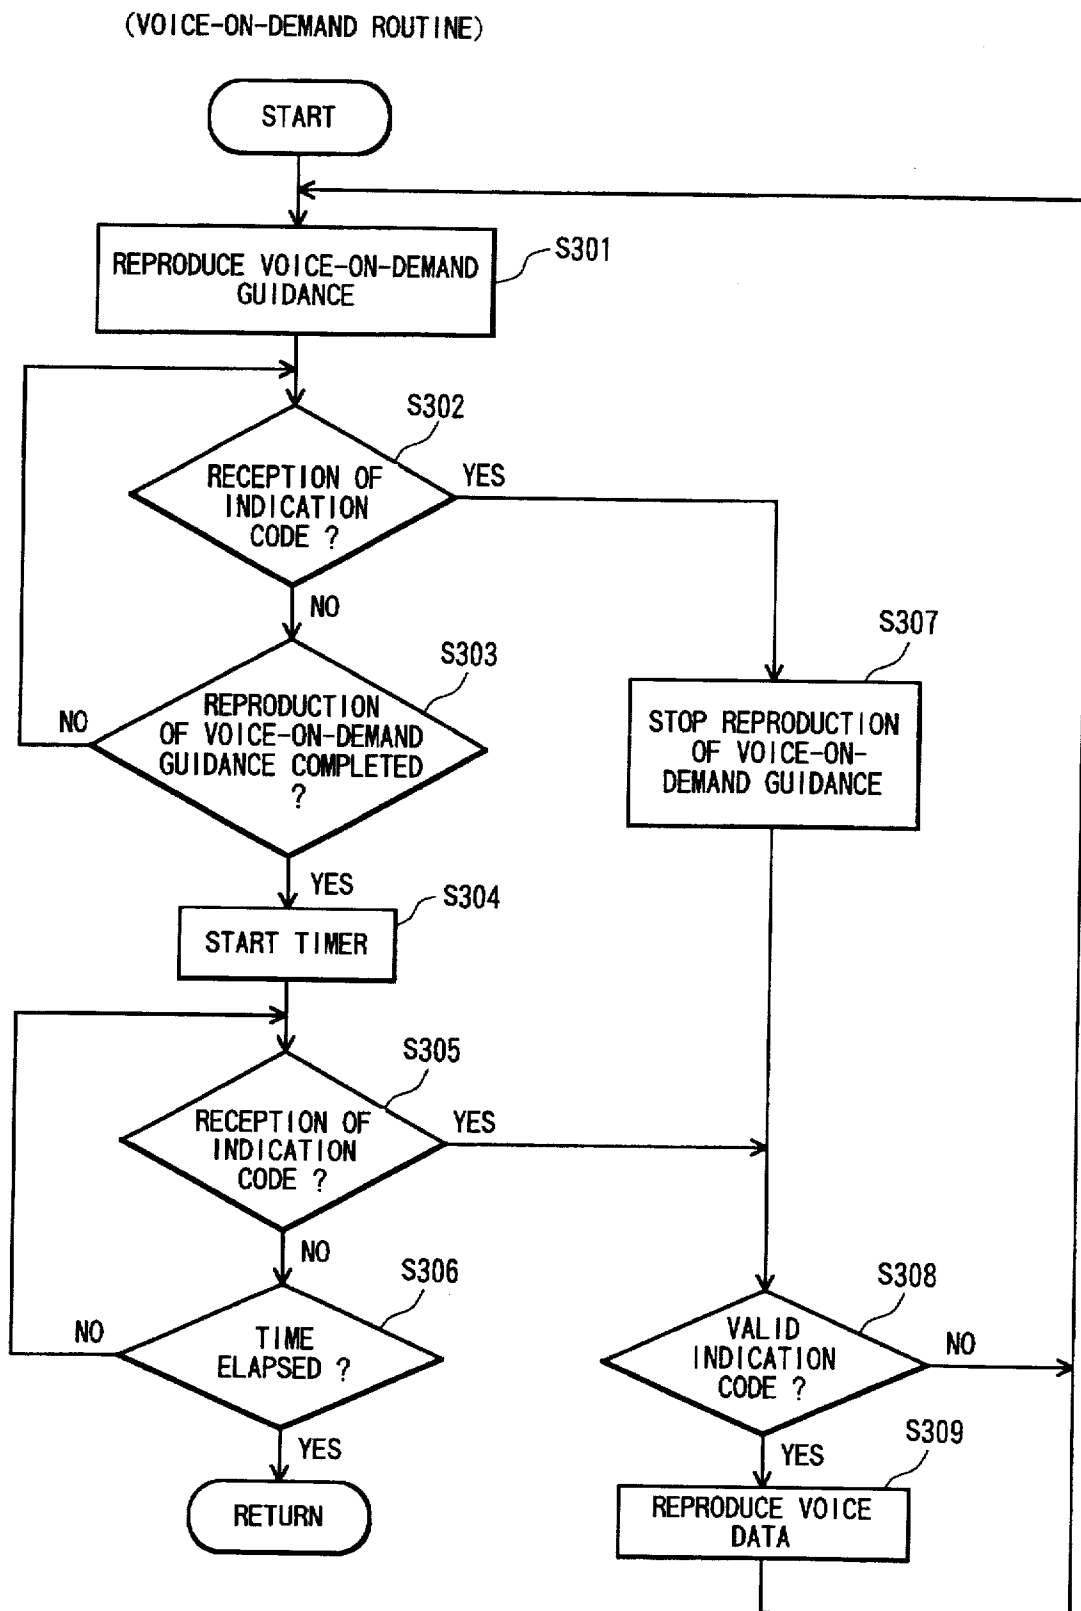 (VOICE-ON-DEMAND ROUTINE)
START
REPRODUCE VOICE-ON-DEMAND
GUIDANCE
S301
S302
RECEPTION OF
INDICATION
CODE ?
YES
NO
S303
REPRODUCTION
OF VOICE-ON-DEMAND
GUIDANCE COMPLETED
?
NO
YES
S307
STOP REPRODUCTION
OF VOICE-ON-
DEMAND GUIDANCE
S304
START TIMER
S305
RECEPTION OF
INDICATION
CODE ?
YES
NO
S306
TIME
ELAPSED ?
NO
YES
RETURN
S308
VALID
INDICATION
CODE ?
NO
YES
S309
REPRODUCE VOICE
DATA